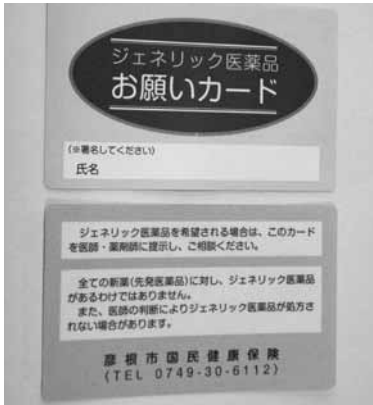 ジェネリック医薬品
お願いカード
(※署名してください)
氏名
ジェネリック医薬品を希望される場合は、このカード
を医師・薬剤師に提示し、ご相談ください。
全ての新薬(先発医薬品)に対し、ジェネリック医薬品
があるわけではありません。
また、医師の判断によりジェネリック医薬品が処方さ
れない場合があります。
彦根市国民健康保険
(TEL 0749-30-6112)